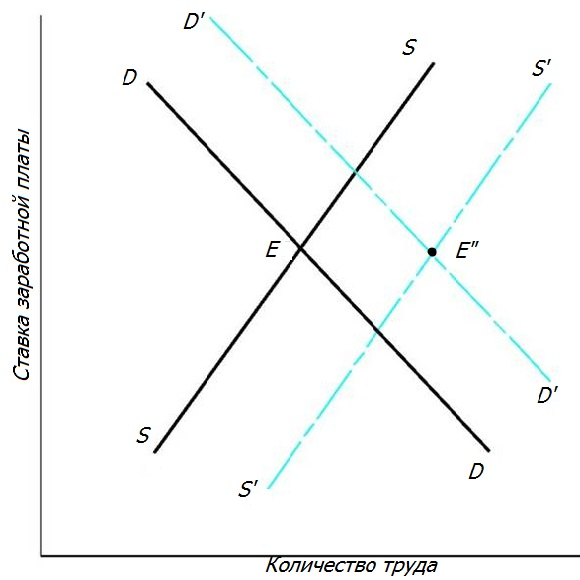 D'
S
S'
D
Ставка заработной платы
E
E"
D'
S
D
S'
Количество труда